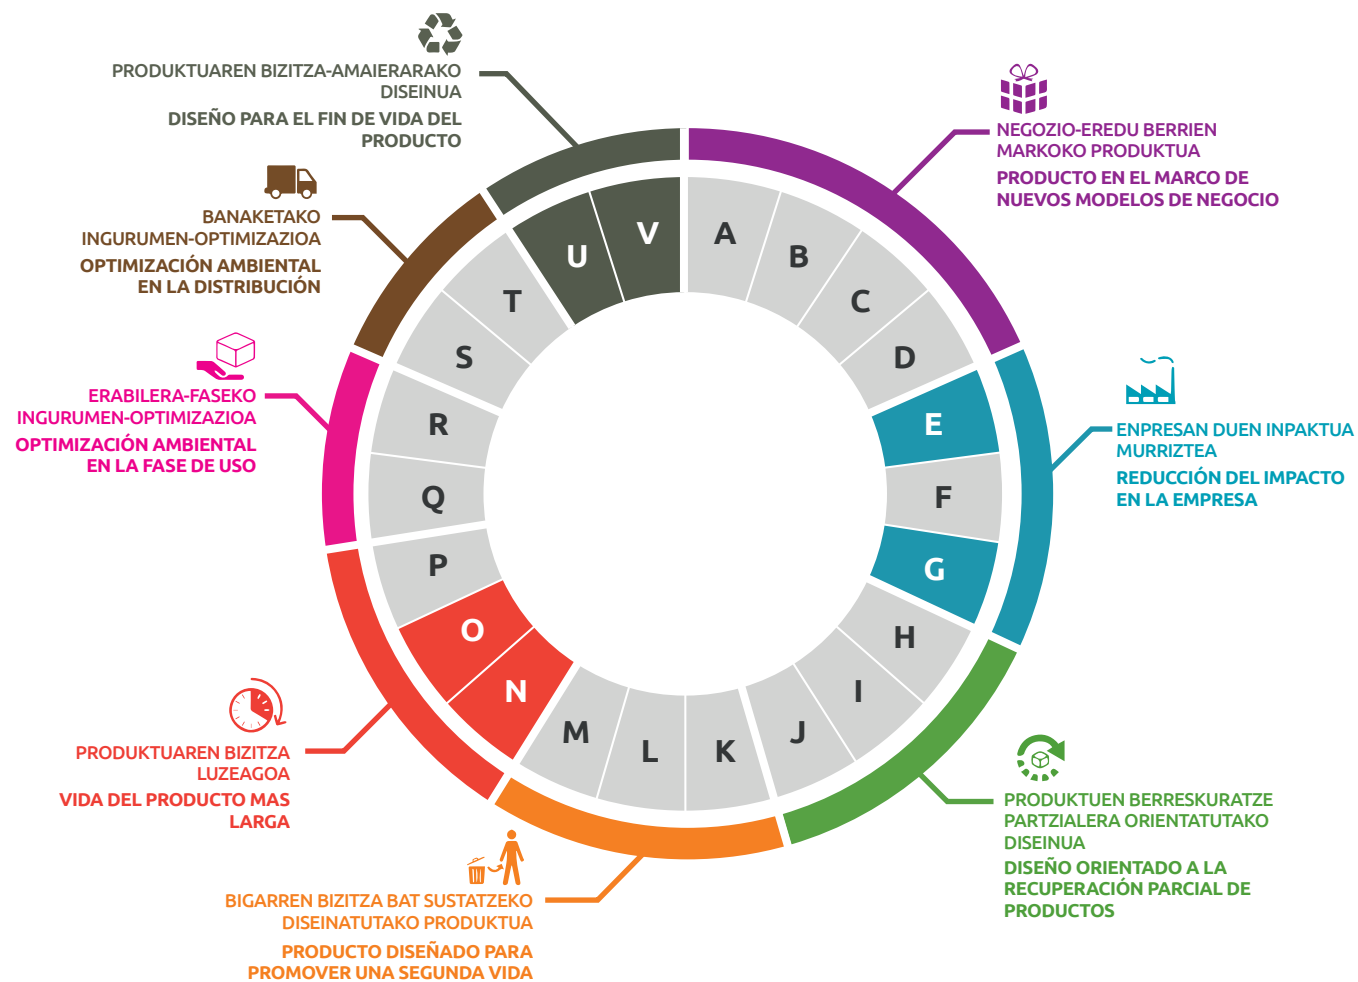 PRODUKTUAREN BIZITZA-AMAIERARAKO
DISEINUA
DISEÑO PARA EL FIN DE VIDA DEL
PRODUCTO
NEGOZIO-EREDU BERRIEN
MARKOKO PRODUKTUA
PRODUCTO EN EL MARCO DE
NUEVOS MODELOS DE NEGOCIO
BANAKETAKO
INGURUMEN-OPTIMIZAZIOA
OPTIMIZACIÓN AMBIENTAL
EN LA DISTRIBUCIÓN
ERABILERA-FASEKO
INGURUMEN-OPTIMIZAZIOA
OPTIMIZACIÓN AMBIENTAL
EN LA FASE DE USO
ENPRESAN DUEN INPAKTUA
MURRIZTEA
REDUCCIÓN DEL IMPACTO
EN LA EMPRESA
A
B
C
D
E
F
G
H
I
J
K
L
M
N
O
P
Q
R
S
T
U
V
PRODUKTUAREN BIZITZA
LUZEAGOA
VIDA DEL PRODUCTO MAS
LARGA
PRODUKTUEN BERRESKURATZE
PARTZIALERA ORIENTATUTAKO
DISEINUA
DISEÑO ORIENTADO A LA
RECUPERACIÓN PARCIAL DE
PRODUCTOS
BIGARREN BIZITZA BAT SUSTATZEKO
DISEINATUTAKO PRODUKTUA
PRODUCTO DISEÑADO PARA
PROMOVER UNA SEGUNDA VIDA